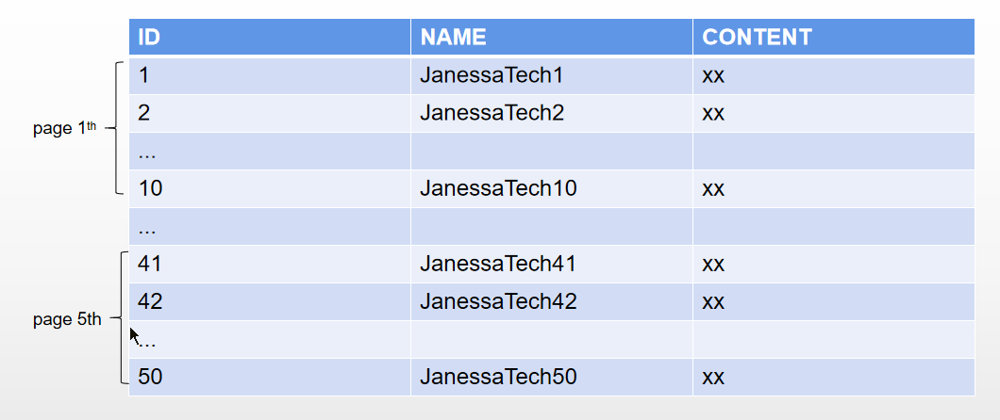 ID NAME CONTENT
1 JanessaTech1 xx
2 JanessaTech2 xx
page 1th
...
10 JanessaTech10 xx
...
41 JanessaTech41 xx
42 JanessaTech42 xx
page 5th
...
50 JanessaTech50 xx